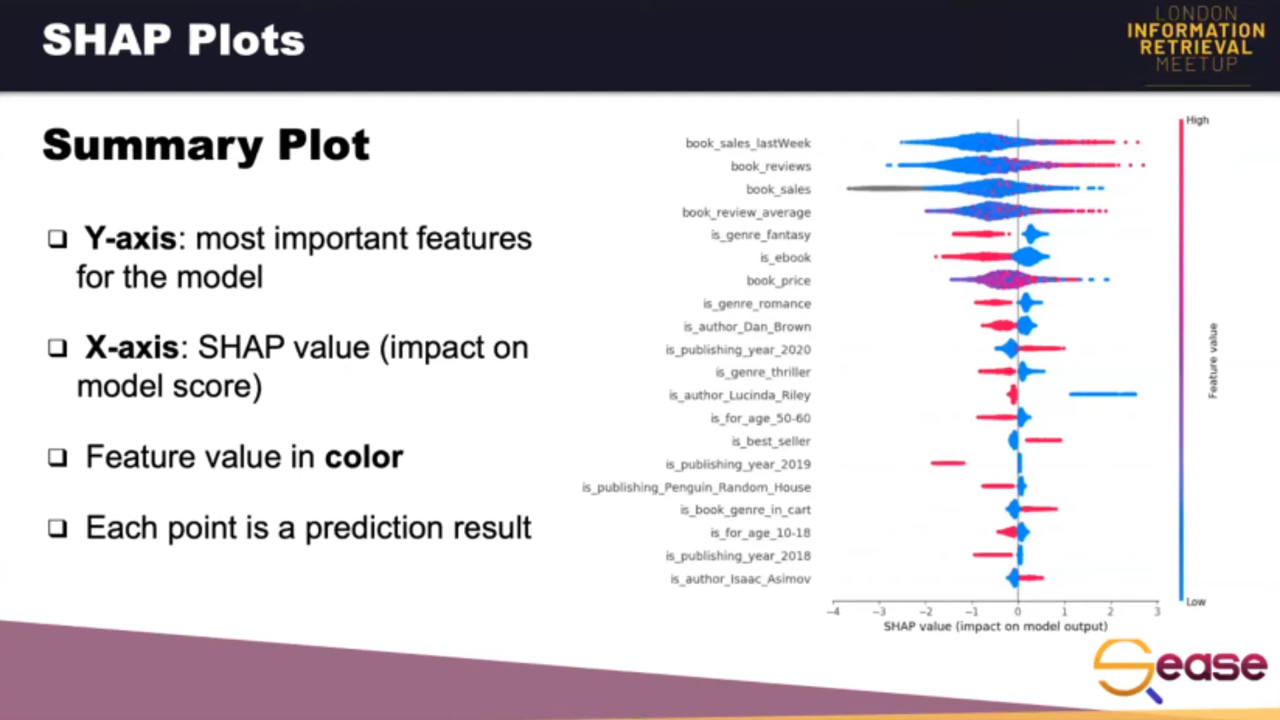 SHAP Plots
LONDON
INFORMATION
RETRIEVAL
MEETUP
Summary Plot
❑ Y-axis: most important features
for the model
❑ X-axis: SHAP value (impact on
model score)
❑ Feature value in color
❑ Each point is a prediction result
book_sales_lastWeek
book_reviews
book_sales
book_review_average
is_genre_fantasy
is_ebook
book_price
is_genre_romance
is_author_Dan_Brown
is_publishing_year_2020
is_genre_thriller
is_author_Lucinda_Riley
is_for_age_50-60
is_best_seller
is_publishing_year_2019
is_publishing_Penguin_Random_House
is_book_genre_in_cart
is_for_age_10-18
is_publishing_year_2018
is_author_Isaac_Asimov
−4 −3 −2 −1 0 1 2 3
SHAP value (impact on model output)
High
Feature value
Low
Sease